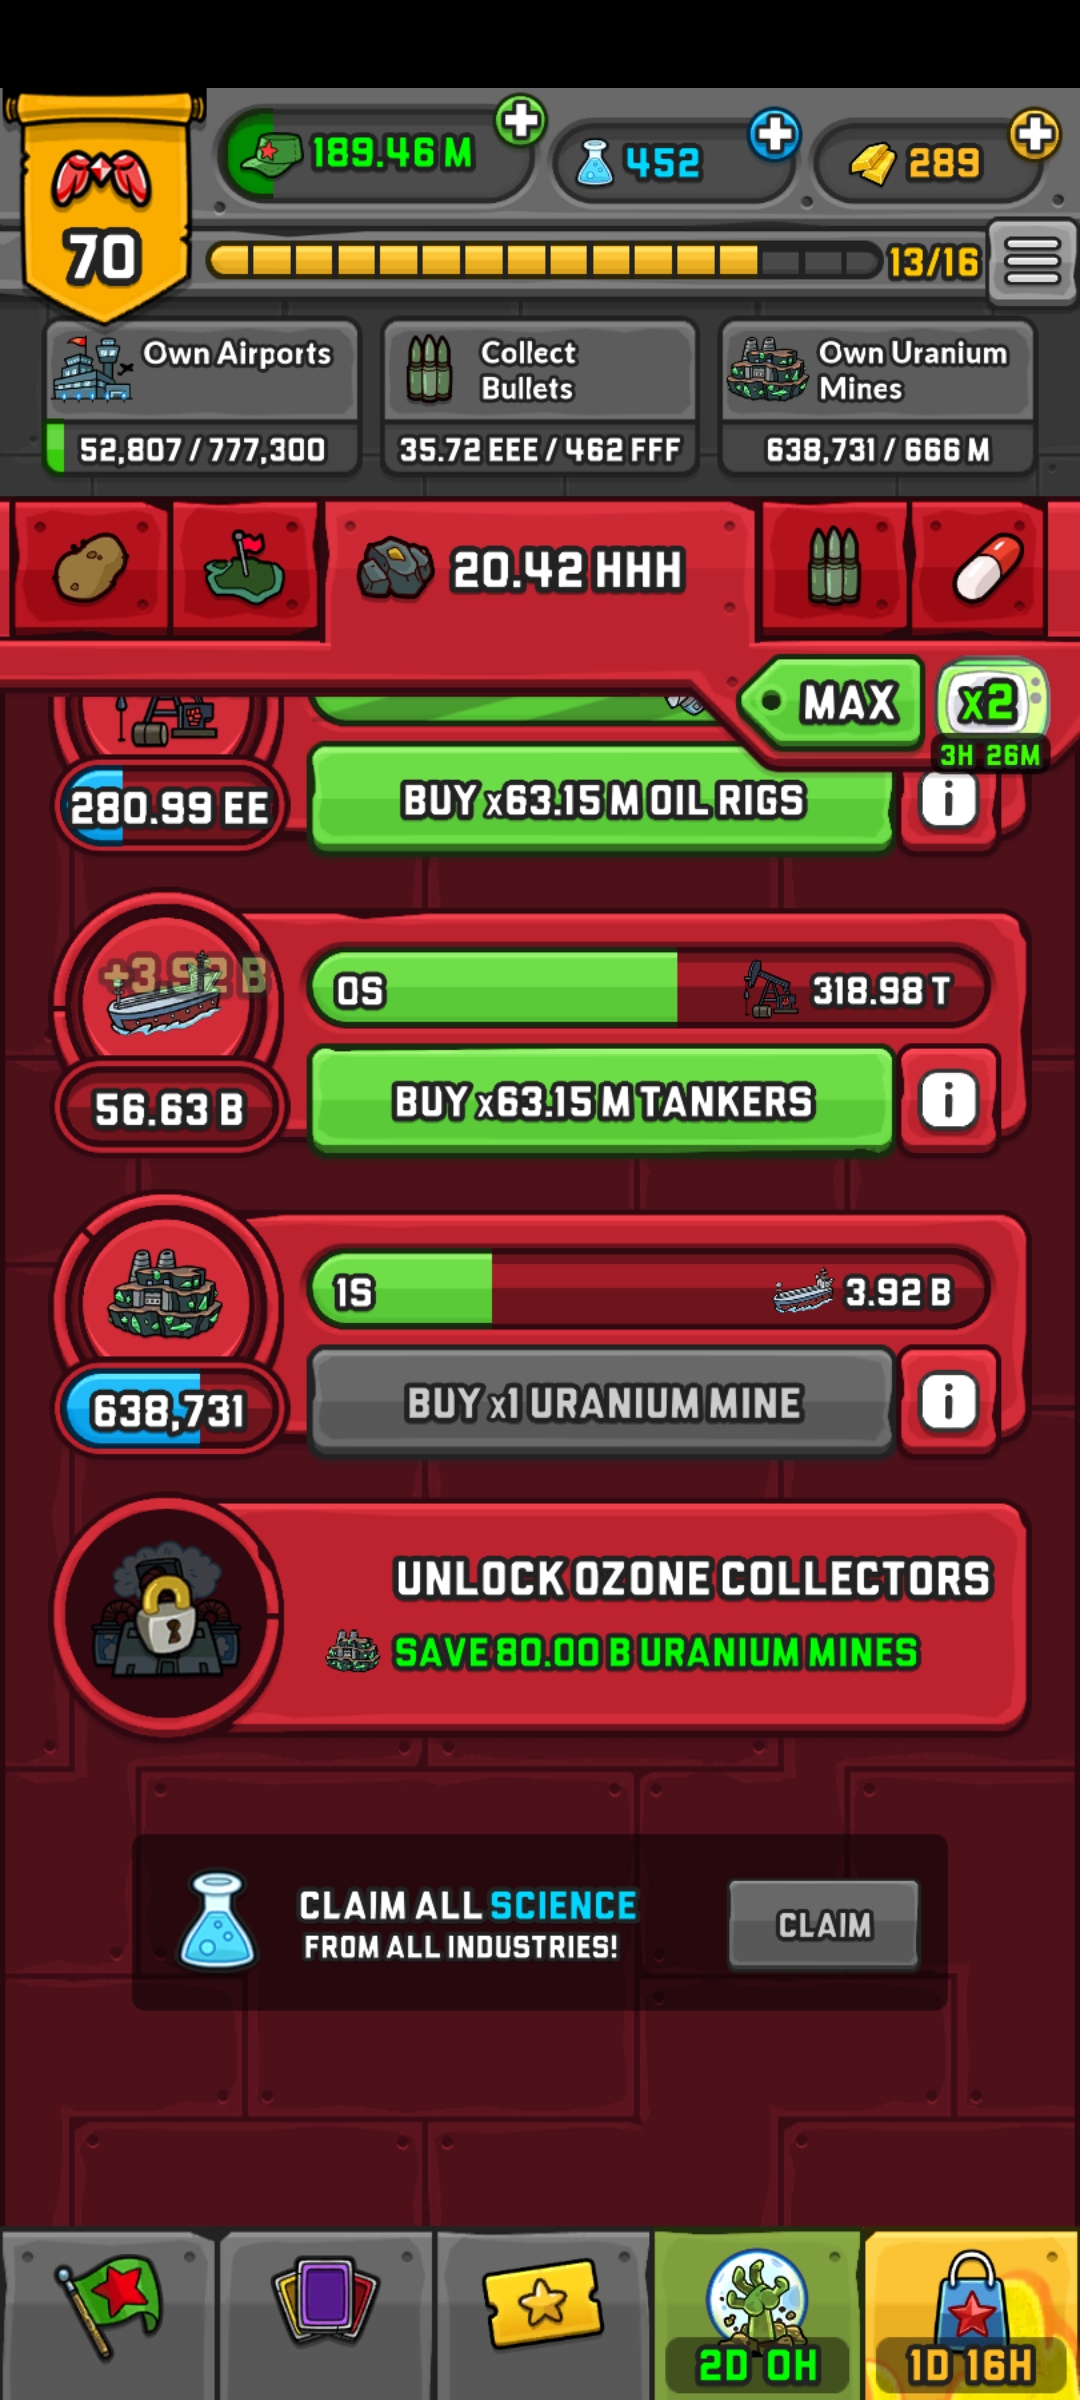 189.46 M
452
289
70
13/16
Own Airports
52,807 / 777,300
Collect
Bullets
35.72 EEE / 462 FFF
Own Uranium
Mines
638,731 / 666 M
20.42 HHH
MAX
x2
3H 26M
280.99 EE
BUY x63.15 M OIL RIGS
i
+3.92 B
0S
318.98 T
56.63 B
BUY x63.15 M TANKERS
i
1S
3.92 B
638,731
BUY x1 URANIUM MINE
i
UNLOCK OZONE COLLECTORS
SAVE 80.00 B URANIUM MINES
CLAIM ALL SCIENCE
FROM ALL INDUSTRIES!
CLAIM
2D 0H
1D 16H